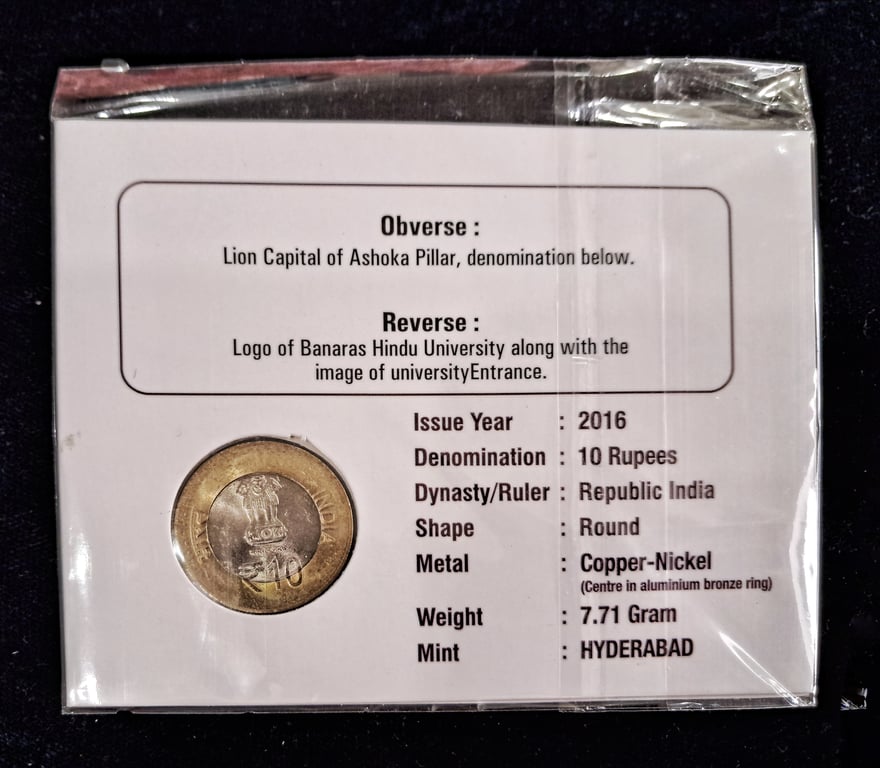 Obverse :
Lion Capital of Ashoka Pillar, denomination below.
Reverse :
Logo of Banaras Hindu University along with the
image of universityEntrance.
Issue Year : 2016
Denomination : 10 Rupees
Dynasty/Ruler : Republic India
Shape : Round
Metal : Copper-Nickel
(Centre in aluminium bronze ring)
Weight : 7.71 Gram
Mint : HYDERABAD
INDIA
₹10